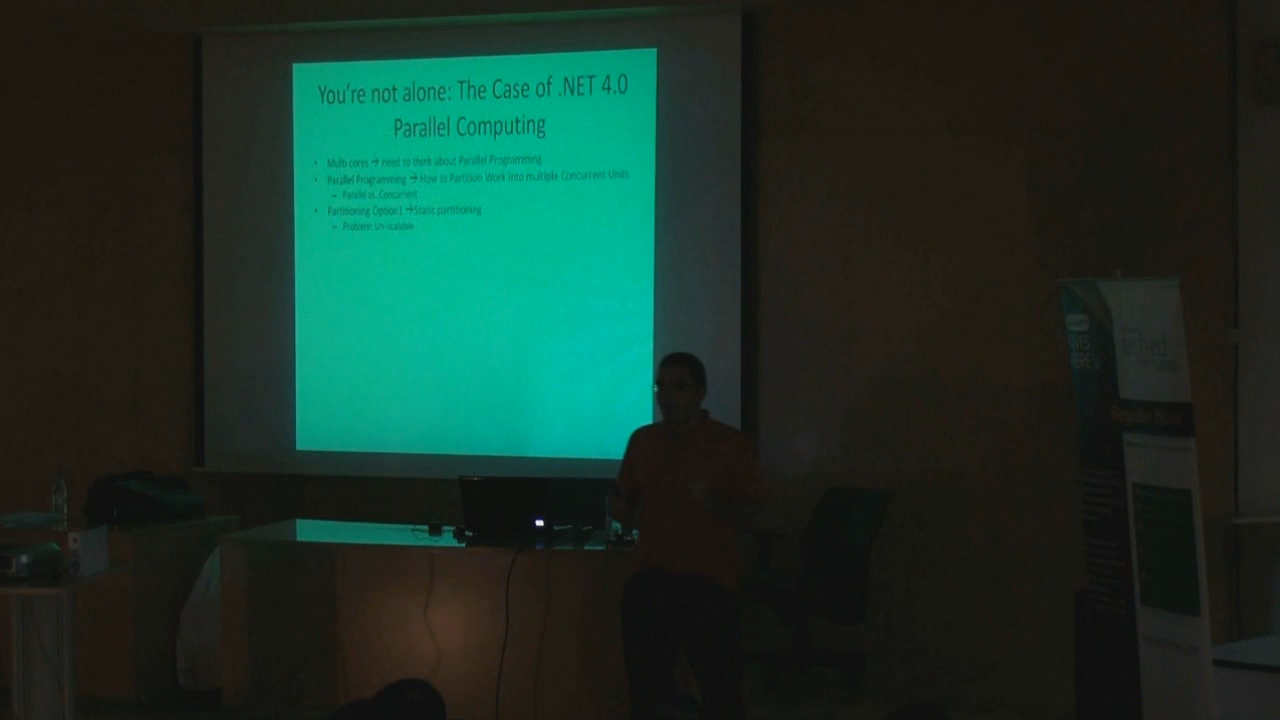 You're not alone: The Case of .NET 4.0
Parallel Computing
• Multi cores → need to think about Parallel Programming
• Parallel Programming → How to Partition Work into multiple Concurrent Units
– Parallel vs. Concurrent
• Partitioning Option1 → Static partitioning
– Problem: Un-scalable